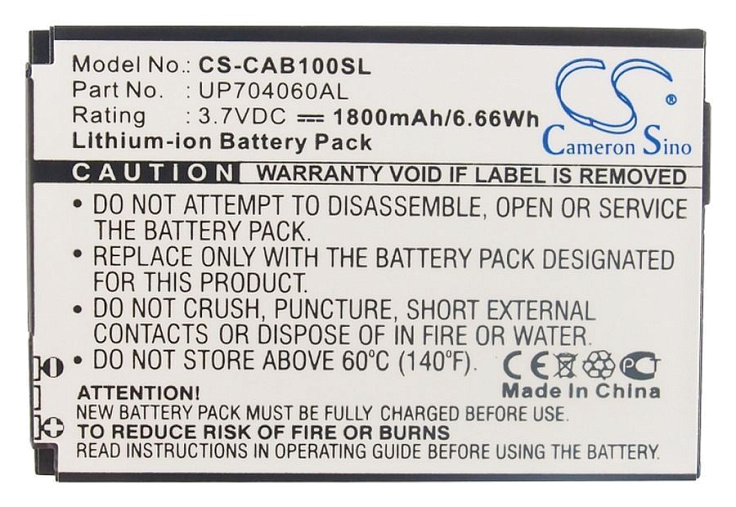 Model No.: CS-CAB100SL
Part No. : UP704060AL
Rating : 3.7VDC ⎓ 1800mAh/6.66Wh
Lithium-ion Battery Pack
CS
®
Cameron Sino
CAUTION WARRANTY VOID IF LABEL IS REMOVED
• DO NOT ATTEMPT TO DISASSEMBLE, OPEN OR SERVICE
THE BATTERY PACK.
• REPLACE ONLY WITH THE BATTERY PACK DESIGNATED
FOR THIS PRODUCT.
• DO NOT CRUSH, PUNCTURE, SHORT EXTERNAL
CONTACTS OR DISPOSE OF IN FIRE OR WATER.
• DO NOT STORE ABOVE 60°C (140°F).
CE PCT
Made In China
ATTENTION!
NEW BATTERY PACK MUST BE FULLY CHARGED BEFORE USE.
TO REDUCE RISK OF FIRE OR BURNS
READ INSTRUCTIONS IN OPERATING GUIDE BEFORE USING THE BATTERY.